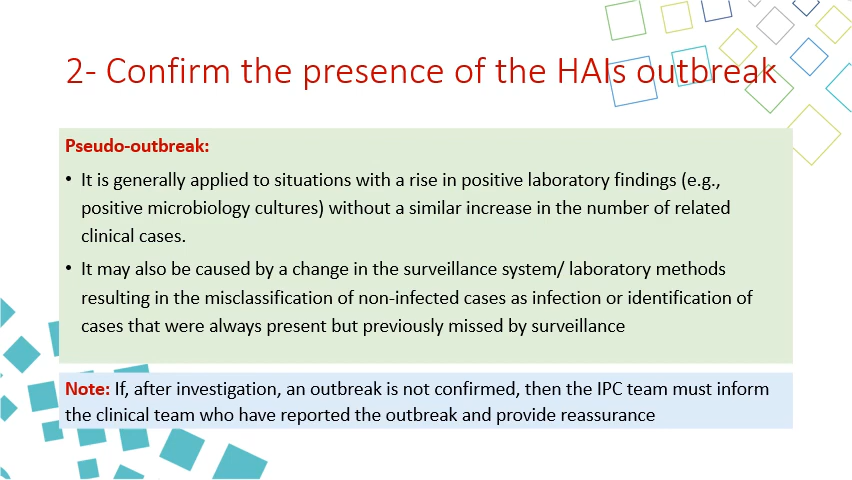 2- Confirm the presence of the HAIs outbreak
Pseudo-outbreak:
• It is generally applied to situations with a rise in positive laboratory findings (e.g.,
positive microbiology cultures) without a similar increase in the number of related
clinical cases.
• It may also be caused by a change in the surveillance system/ laboratory methods
resulting in the misclassification of non-infected cases as infection or identification of
cases that were always present but previously missed by surveillance
Note: If, after investigation, an outbreak is not confirmed, then the IPC team must inform
the clinical team who have reported the outbreak and provide reassurance